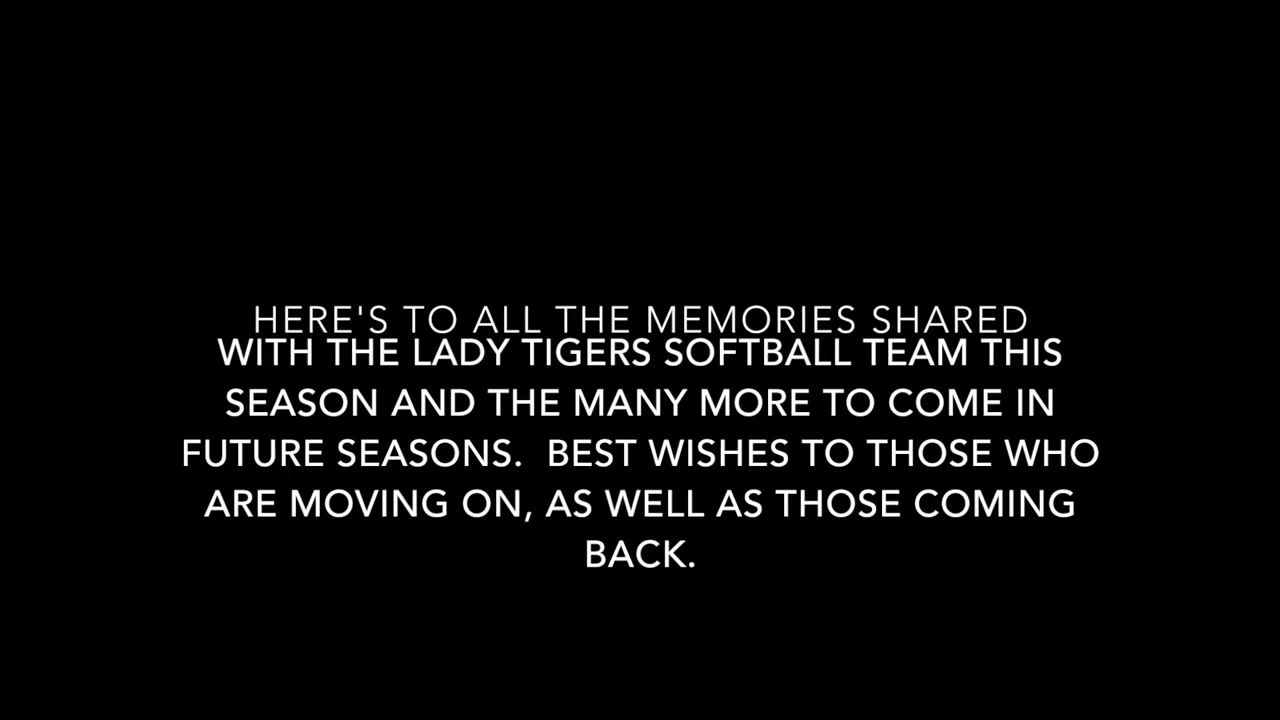 HERE'S TO ALL THE MEMORIES SHARED
WITH THE LADY TIGERS SOFTBALL TEAM THIS
SEASON AND THE MANY MORE TO COME IN
FUTURE SEASONS.  BEST WISHES TO THOSE WHO
ARE MOVING ON, AS WELL AS THOSE COMING
BACK.